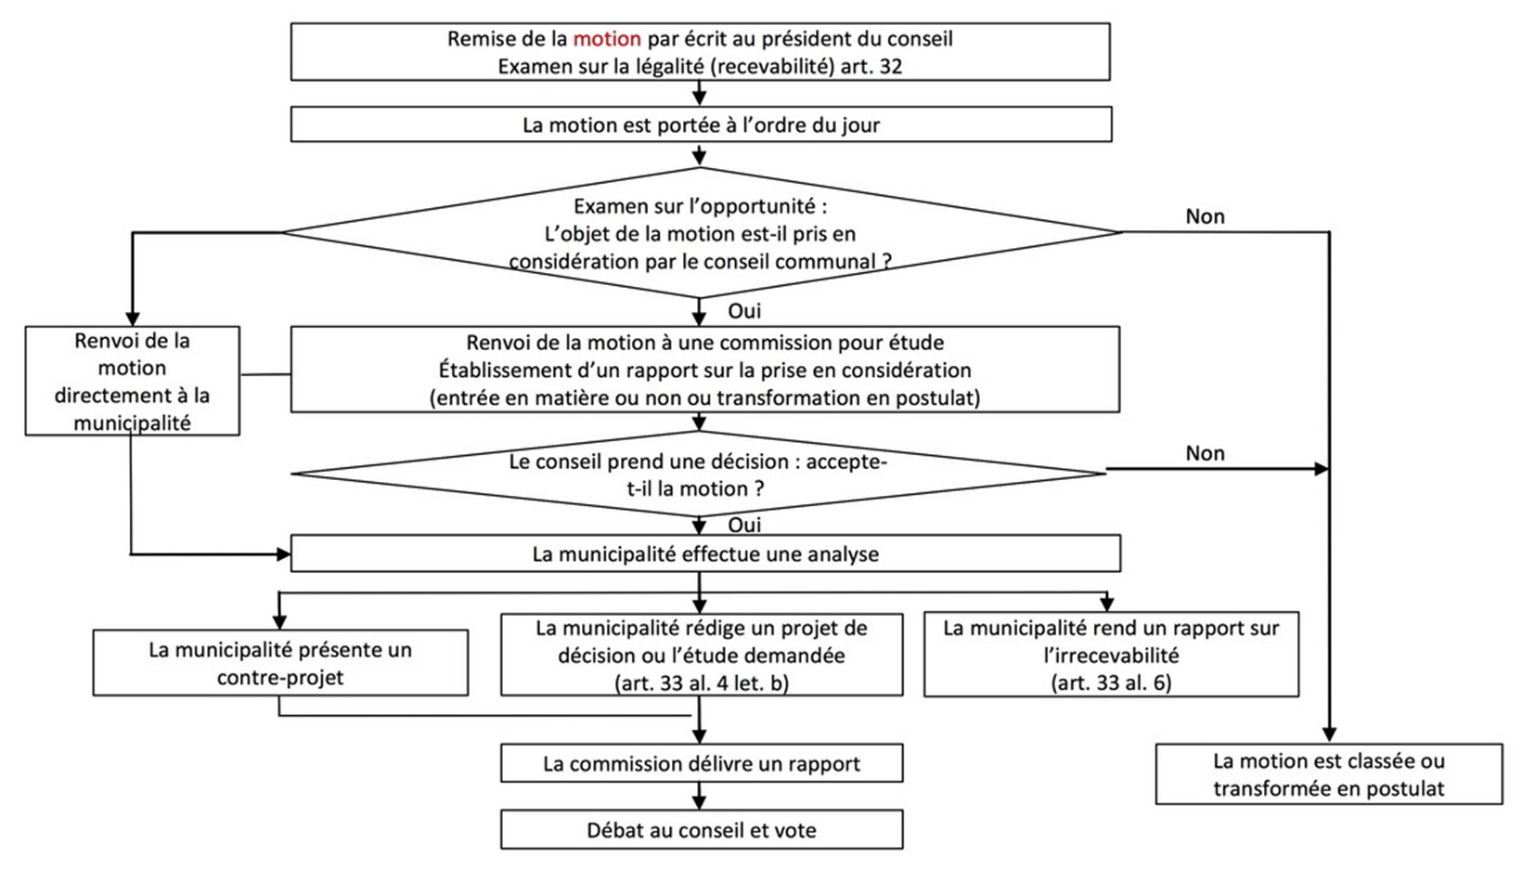 Remise de la motion par écrit au président du conseil
Examen sur la légalité (recevabilité) art. 32
La motion est portée à l’ordre du jour
Examen sur l’opportunité :
L’objet de la motion est-il pris en
considération par le conseil communal ?
Non
Oui
Renvoi de la
motion
directement à la
municipalité
Renvoi de la motion à une commission pour étude
Établissement d’un rapport sur la prise en considération
(entrée en matière ou non ou transformation en postulat)
Le conseil prend une décision : accepte-
t-il la motion ?
Non
Oui
La municipalité effectue une analyse
La municipalité présente un
contre-projet
La municipalité rédige un projet de
décision ou l’étude demandée
(art. 33 al. 4 let. b)
La municipalité rend un rapport sur
l’irrecevabilité
(art. 33 al. 6)
La commission délivre un rapport
La motion est classée ou
transformée en postulat
Débat au conseil et vote